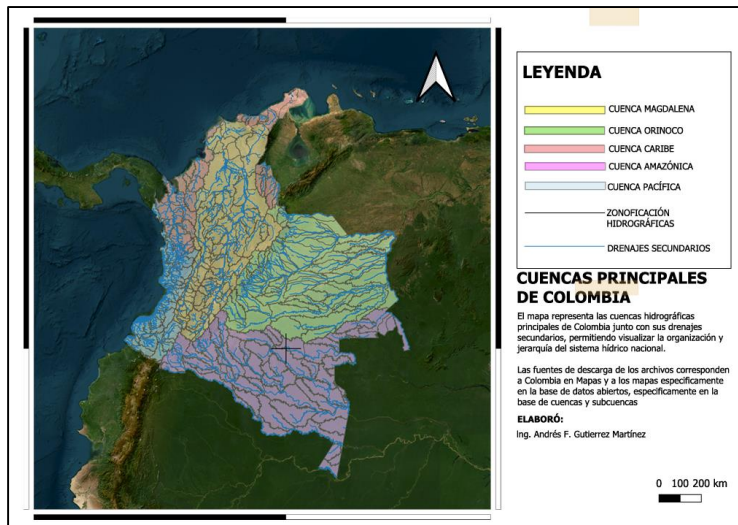 LEYENDA
CUENCA MAGDALENA
CUENCA ORINOCO
CUENCA CARIBE
CUENCA AMAZÓNICA
CUENCA PACÍFICA
ZONOFICACIÓN
HIDROGRÁFICAS
DRENAJES SECUNDARIOS
CUENCAS PRINCIPALES
DE COLOMBIA
El mapa representa las cuencas hidrográficas
principales de Colombia junto con sus drenajes
secundarios, permitiendo visualizar la organización y
jerarquía del sistema hídrico nacional.
Las fuentes de descarga de los archivos corresponden
a Colombia en Mapas y a los mapas especificamente
en la base de datos abiertos, especificamente en la
base de cuencas y subcuencas
ELABORÓ:
Ing. Andrés F. Gutierrez Martínez
0 100 200 km